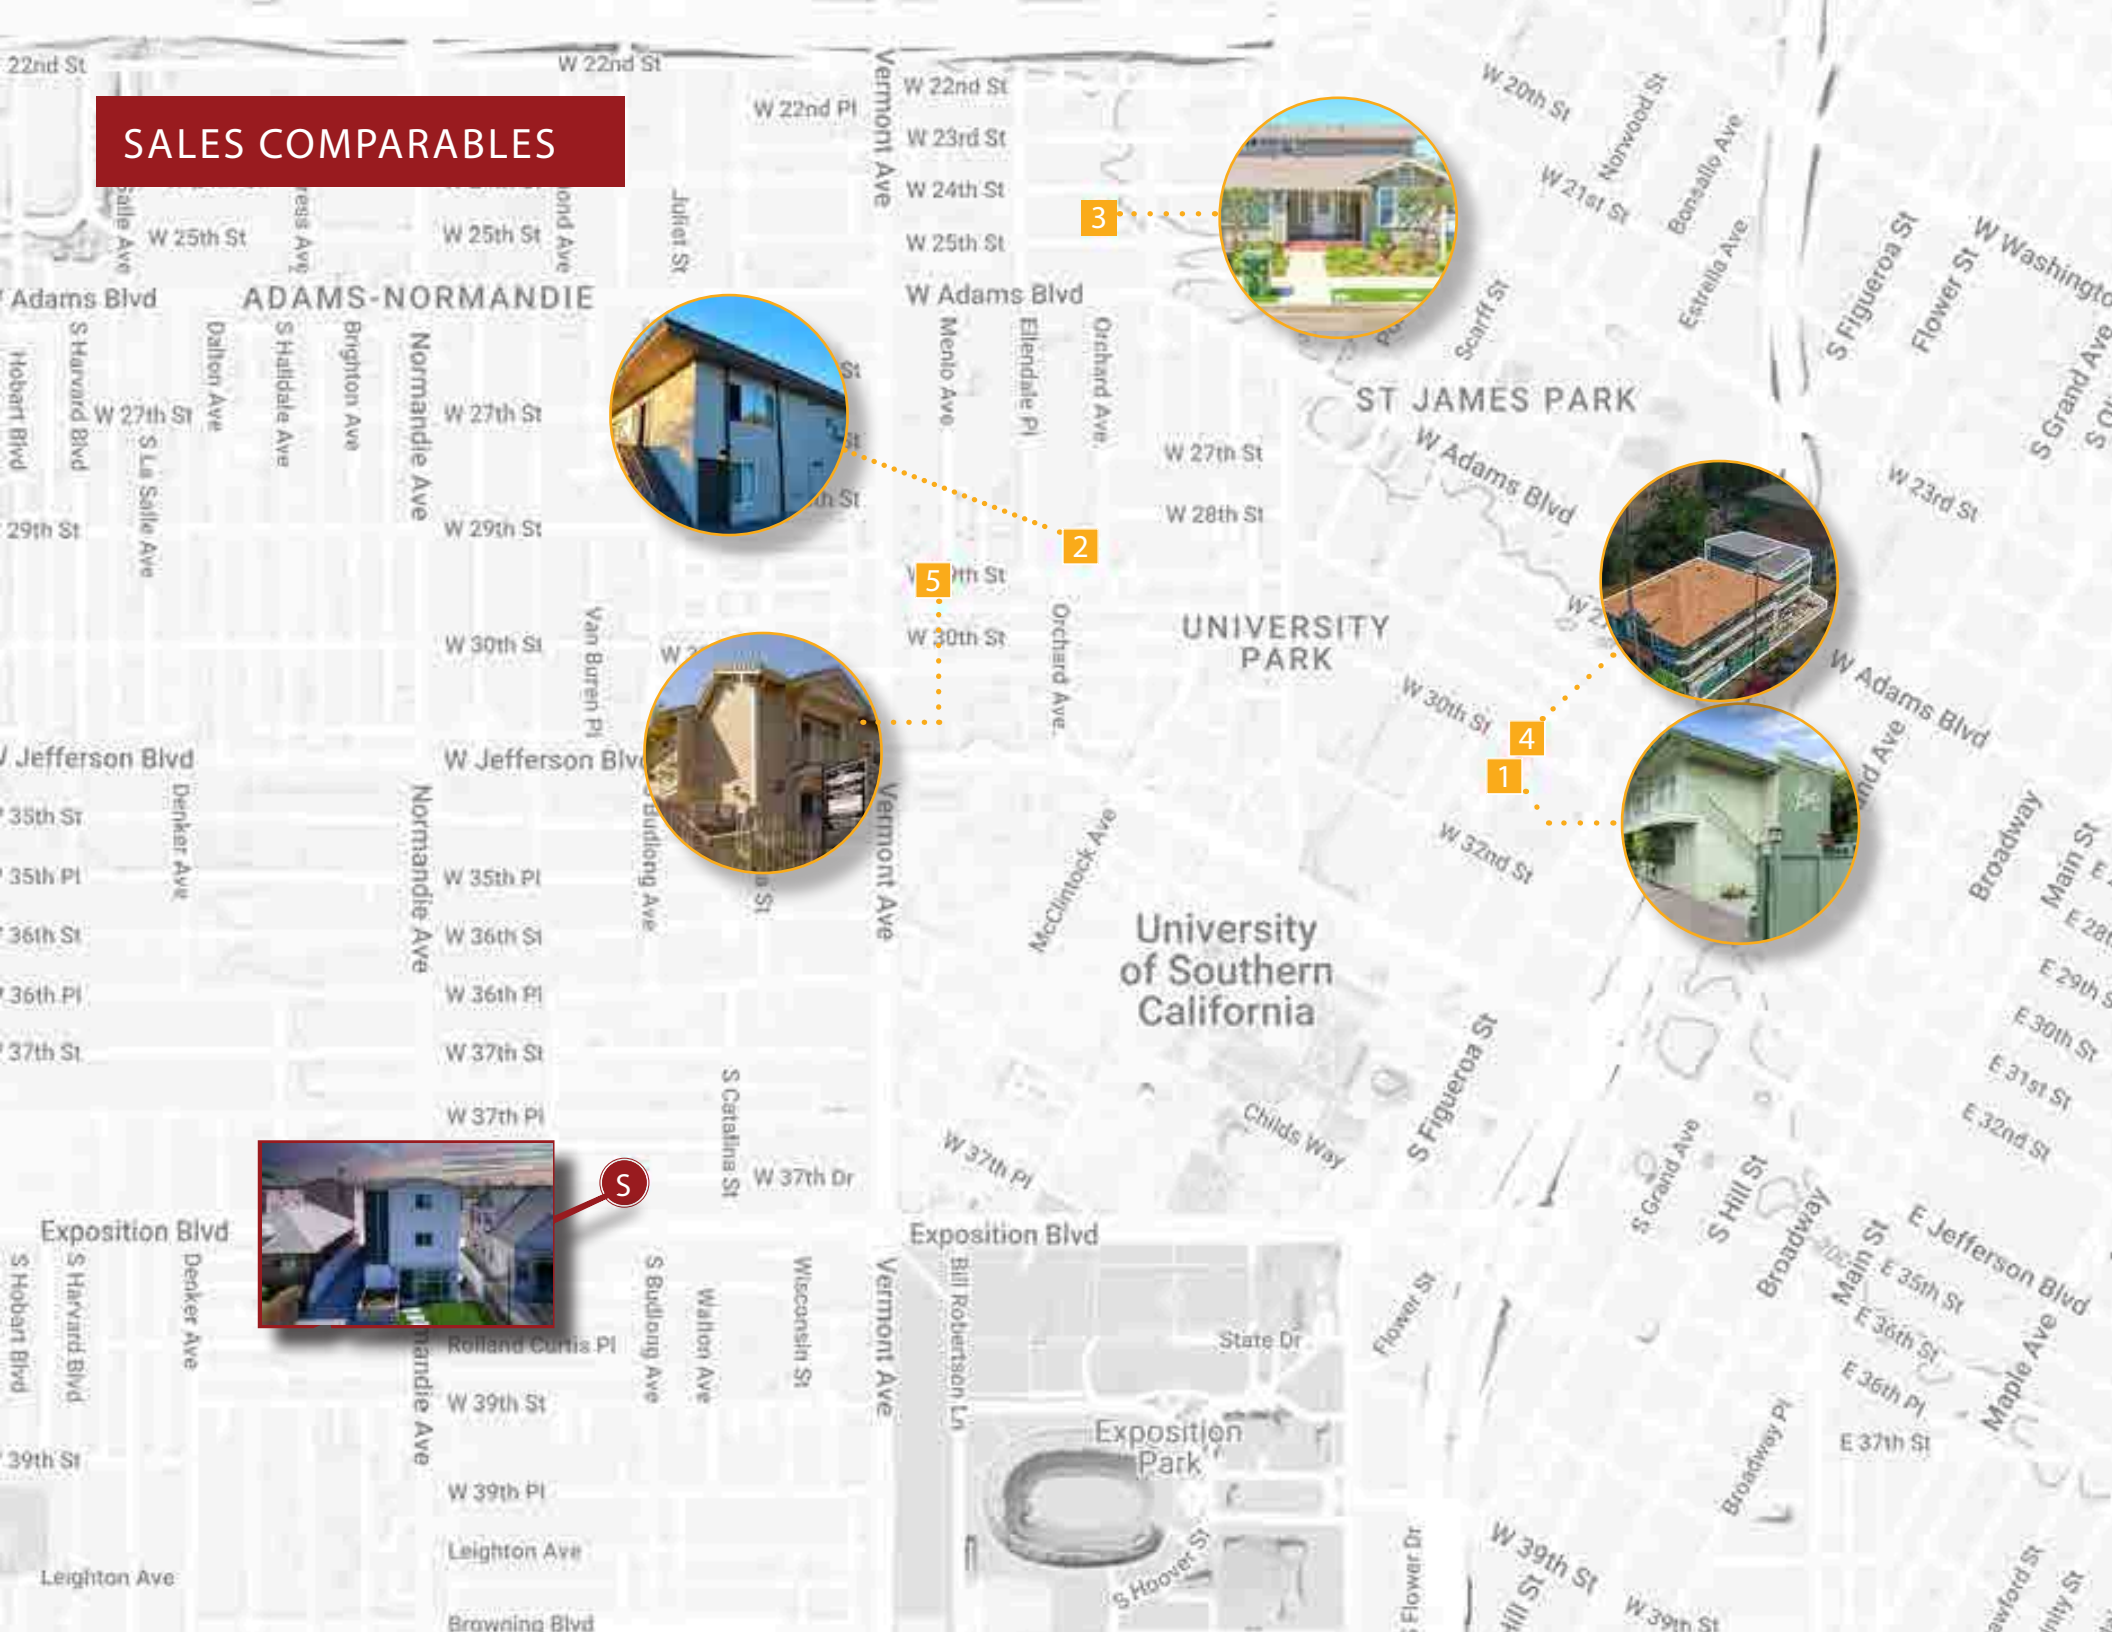 22nd St
W 22nd St
W 22nd St
W 22nd Pl
Vermont Ave
W 23rd St
W 24th St
W 25th St
SALES COMPARABLES
W 20th St
Norwood St
Bonsallo Ave
W 21st St
Estrella Ave
Scarff St
S Figueroa St
Flower St
S Grand Ave
3
W 25th St
W 25th St
Juliet St
Adams Blvd
ADAMS-NORMANDIE
W Adams Blvd
Hobart Blvd
S Harvard Blvd
Dalton Ave
S Halldale Ave
Brighton Ave
Normandie Ave
Menlo Ave
Ellendale Pl
Orchard Ave
W 27th St
W 27th St
S La Salle Ave
W 27th St
W 28th St
ST JAMES PARK
W Adams Blvd
W 23rd St
29th St
W 29th St
2
5
W 30th St
Van Buren Pl
W 30th St
Orchard Ave
UNIVERSITY
PARK
W 30th St
4
1
W Adams Blvd
W 32nd St
Jefferson Blvd
W Jefferson Blvd
35th St
Denker Ave
Normandie Ave
35th Pl
W 35th Pl
Budlong Ave
Vermont Ave
McClintock Ave
Broadway
Main St
36th St
W 36th St
36th Pl
W 36th Pl
37th St
W 37th St
W 37th Pl
University
of Southern
California
S Figueroa St
Childs Way
W 37th Pl
E 29th S
E 30th St
E 31st St
E 32nd St
S Catalina St
W 37th Dr
S
S Grand Ave
S Hill St
Broadway
Main St
E Jefferson Blvd
E 35th St
E 36th St
E 36th Pl
E 37th St
Maple Ave
Broadway Pl
Exposition Blvd
Exposition Blvd
S Hobart Blvd
S Harvard Blvd
Denker Ave
Rolland Curtis Pl
S Budlong Ave
Walton Ave
Wisconsin St
Vermont Ave
Bill Robertson Ln
State Dr
Flower St
39th St
mandie Ave
W 39th St
W 39th Pl
Exposition
Park
S Hoover St
S Flower Dr
W 39th St
W 39th St
Hill St
Leighton Ave
Leighton Ave
Browning Blvd